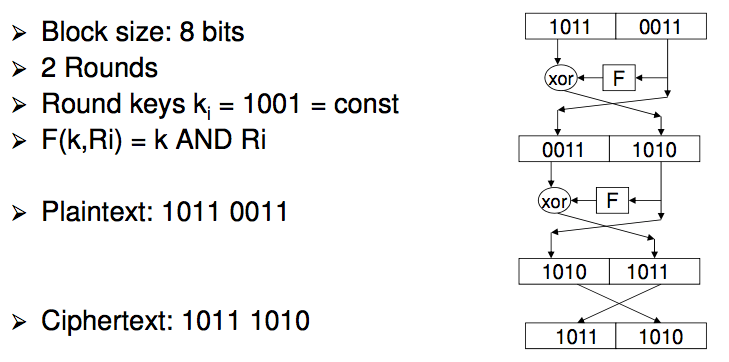 ➢ Block size: 8 bits
➢ 2 Rounds
➢ Round keys kᵢ = 1001 = const
➢ F(k,Ri) = k AND Ri
➢ Plaintext: 1011 0011
➢ Ciphertext: 1011 1010
1011 0011
xor F
0011 1010
xor F
1010 1011
1011 1010